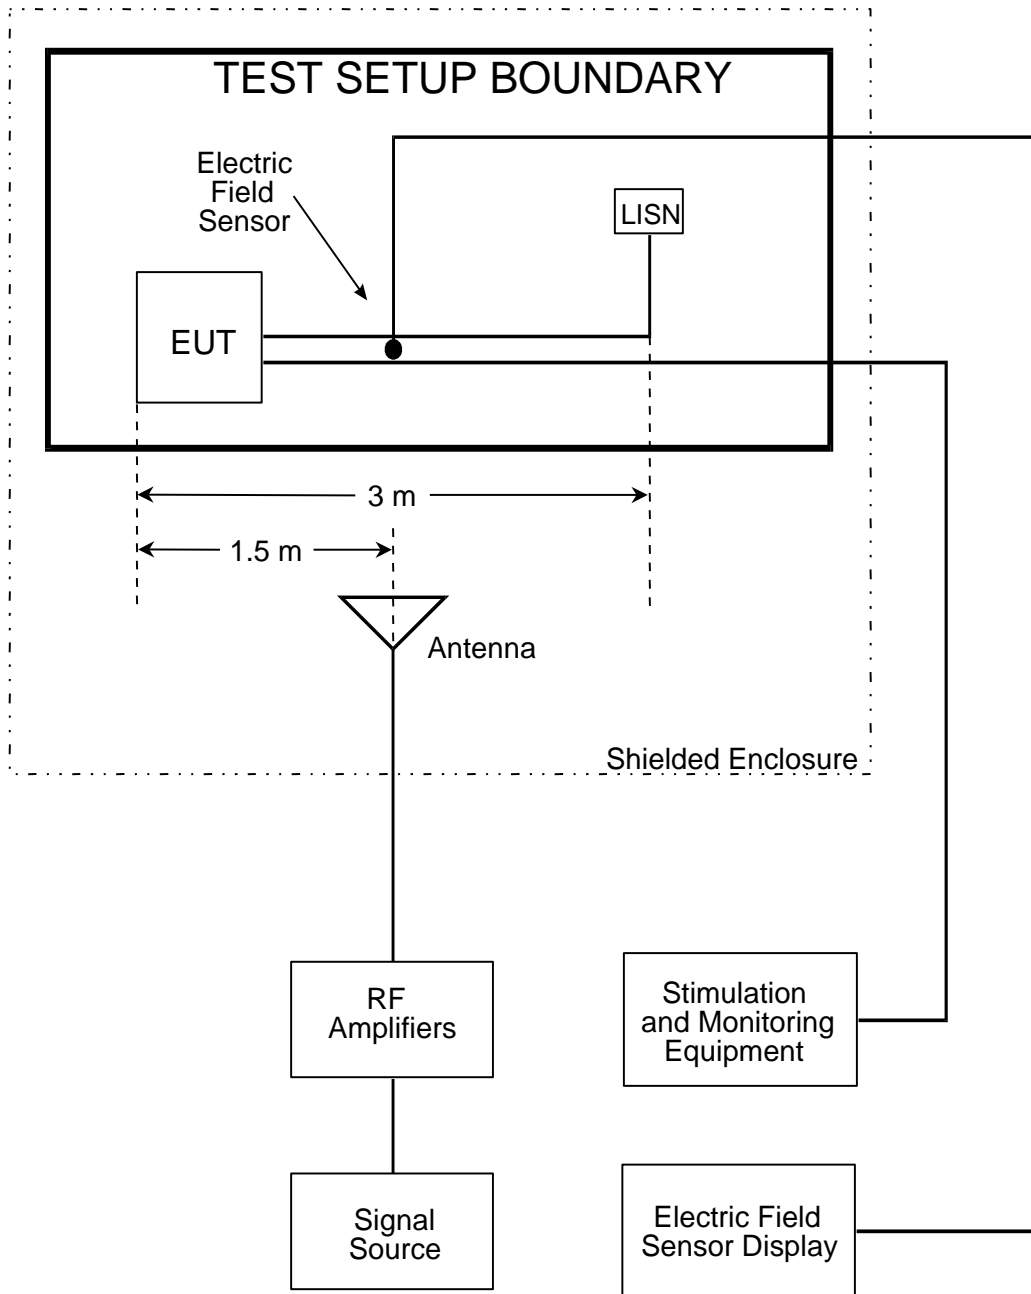 TEST SETUP BOUNDARY
Electric
Field
Sensor
LISN
EUT
3 m
1.5 m
Antenna
Shielded Enclosure
RF
Amplifiers
Stimulation
and Monitoring
Equipment
Signal
Source
Electric Field
Sensor Display